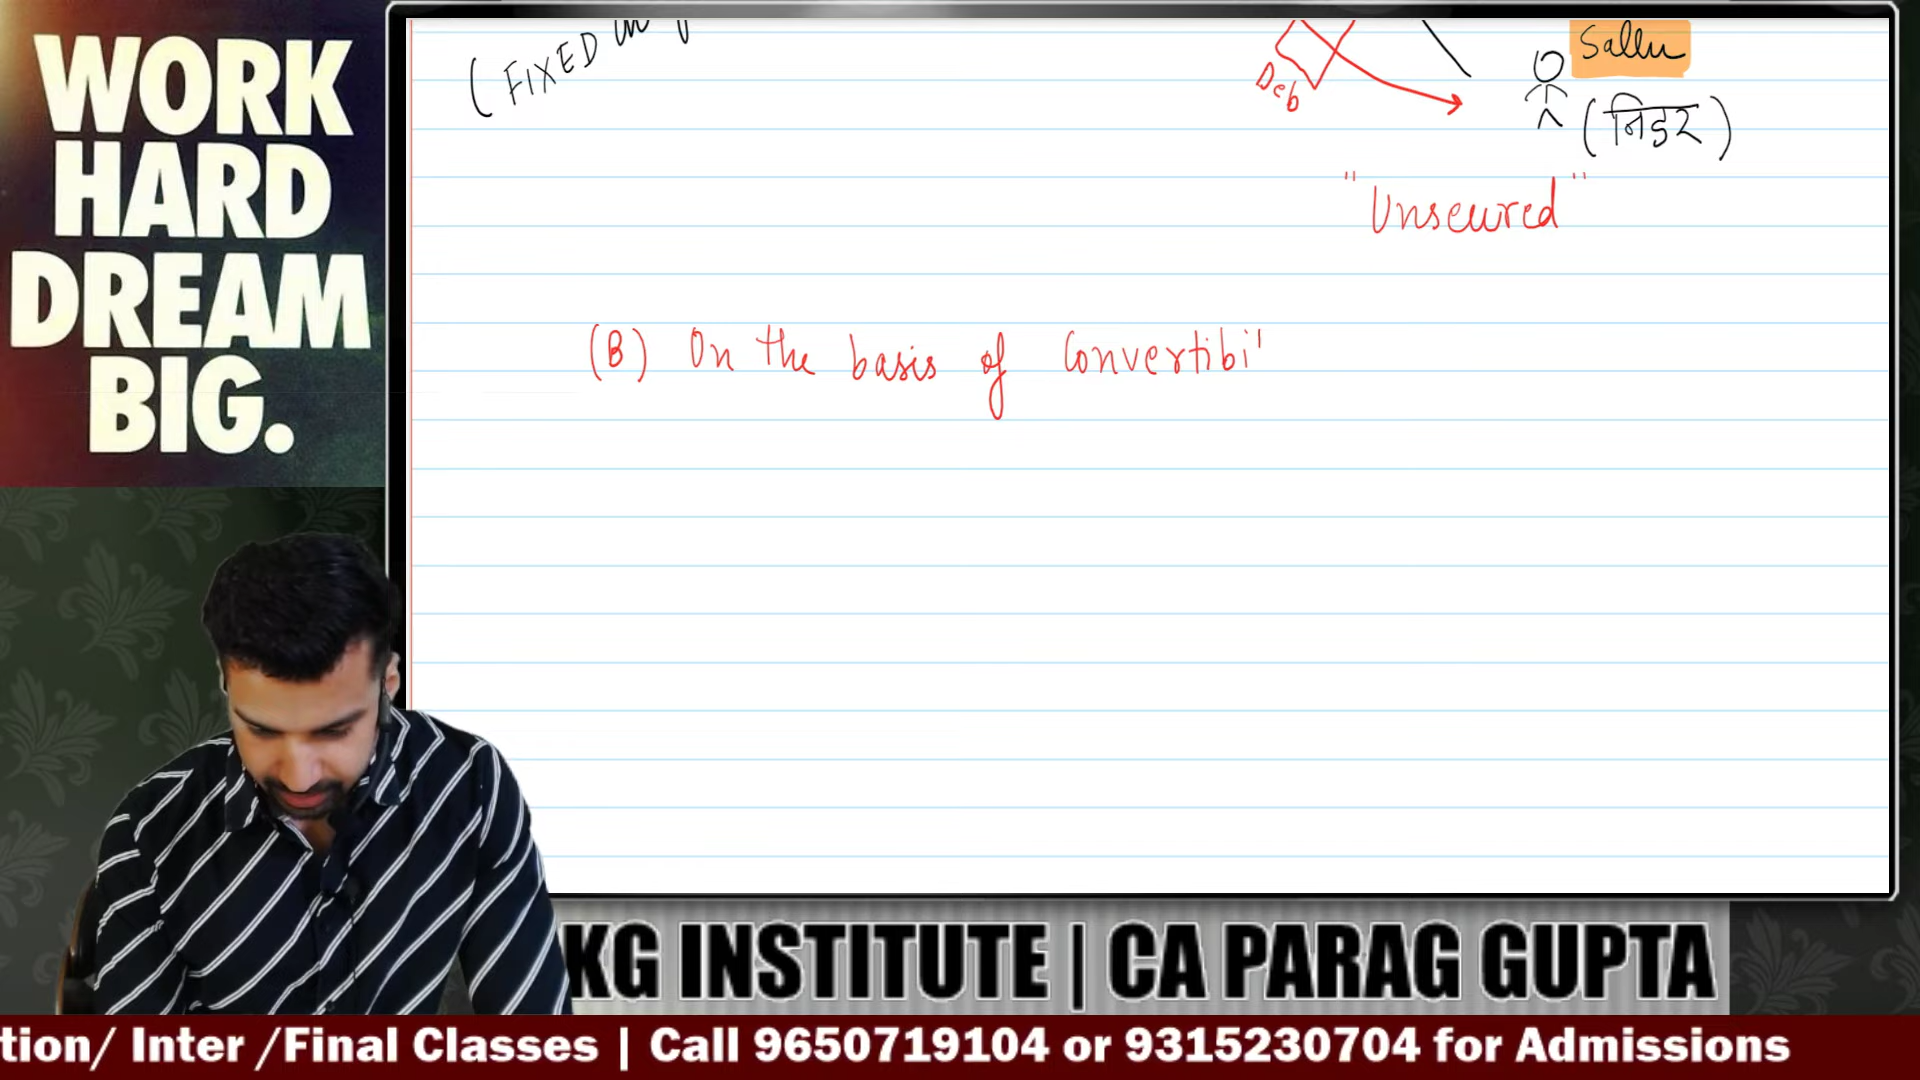 WORK
HARD
DREAM
BIG.
(FIXED
Deb
Sallu
(निडर)
"Unsecured"
(B) On the basis of Convertibi
KG INSTITUTE | CA PARAG GUPTA
tion/ Inter /Final Classes | Call 9650719104 or 9315230704 for Admissions